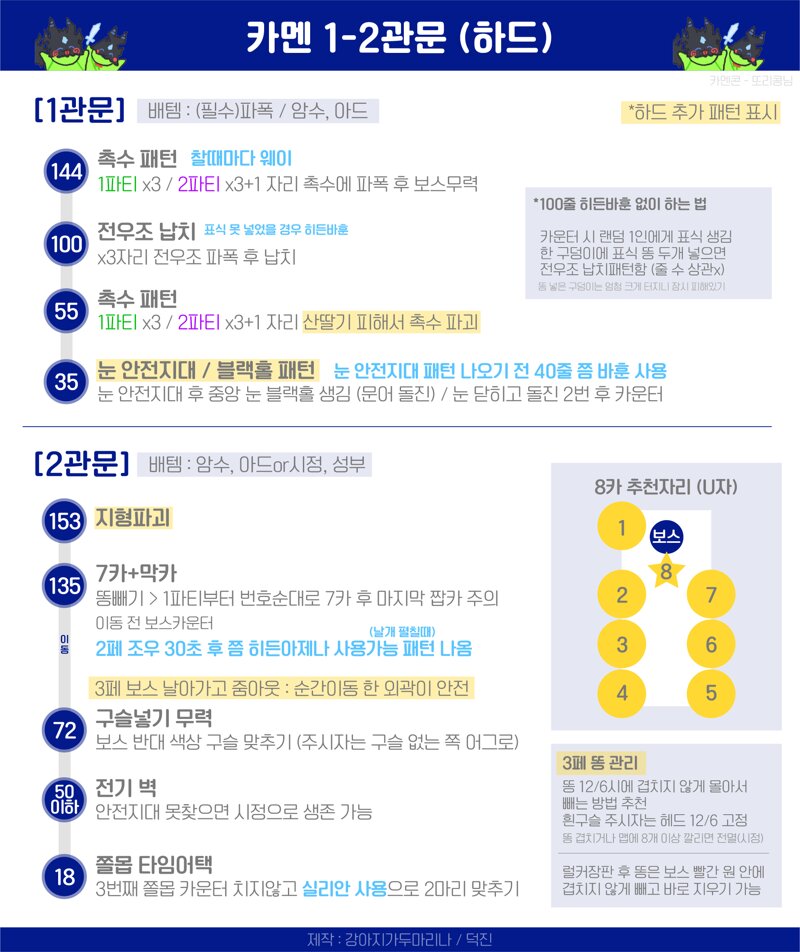 카멘 1-2관문 (하드)
카멘콘 - 또리콩님
[1관문] 배템 : (필수)파폭 / 암수, 아드
*하드 추가 패턴 표시
144 촉수 패턴 찰때마다 웨이
1파티 x3 / 2파티 x3+1 자리 촉수에 파폭 후 보스무력
100 전우조 납치 표식 못 넣었을 경우 히든바훈
x3자리 전우조 파폭 후 납치
55 촉수 패턴
1파티 x3 / 2파티 x3+1 자리 산딸기 피해서 촉수 파괴
35 눈 안전지대 / 블랙홀 패턴 눈 안전지대 패턴 나오기 전 40줄 쯤 바훈 사용
눈 안전지대 후 중앙 눈 블랙홀 생김 (문어 돌진) / 눈 닫히고 돌진 2번 후 카운터
*100줄 히든바훈 없이 하는 법
카운터 시 랜덤 1인에게 표식 생김
한 구덩이에 표식 똥 두개 넣으면
전우조 납치패턴함 (줄 수 상관x)
똥 넣은 구덩이는 엄첨 크게 터지니 잠시 피해있기
[2관문] 배템 : 암수, 아드or시정, 성부
153 지형파괴
135 7카+막카
똥빼기 > 1파티부터 번호순대로 7카 후 마지막 짭카 주의
이동 전 보스카운터
이동
(날개 펼칠때)
2페 조우 30초 후 쯤 히든아제나 사용가능 패턴 나옴
3페 보스 날아가고 줌아웃 : 순간이동 한 외곽이 안전
72 구슬넣기 무력
보스 반대 색상 구슬 맞추기 (주시자는 구슬 없는 쪽 어그로)
50이하 전기 벽
안전지대 못찾으면 시정으로 생존 가능
18 쫄몹 타임어택
3번째 쫄몹 카운터 치지않고 실리안 사용으로 2마리 맞추기
8카 추천자리 (U자)
1 보스
8
2 7
3 6
4 5
3페 똥 관리
똥 12/6시에 겹치지 않게 몰아서
빼는 방법 추천
흰구슬 주시자는 헤드 12/6 고정
똥 겹치거나 맵에 8개 이상 깔리면 전멸(시정)
럴커장판 후 똥은 보스 빨간 원 안에
겹치지 않게 빼고 바로 지우기 가능
제작 : 강아지가두마리나 / 덕진